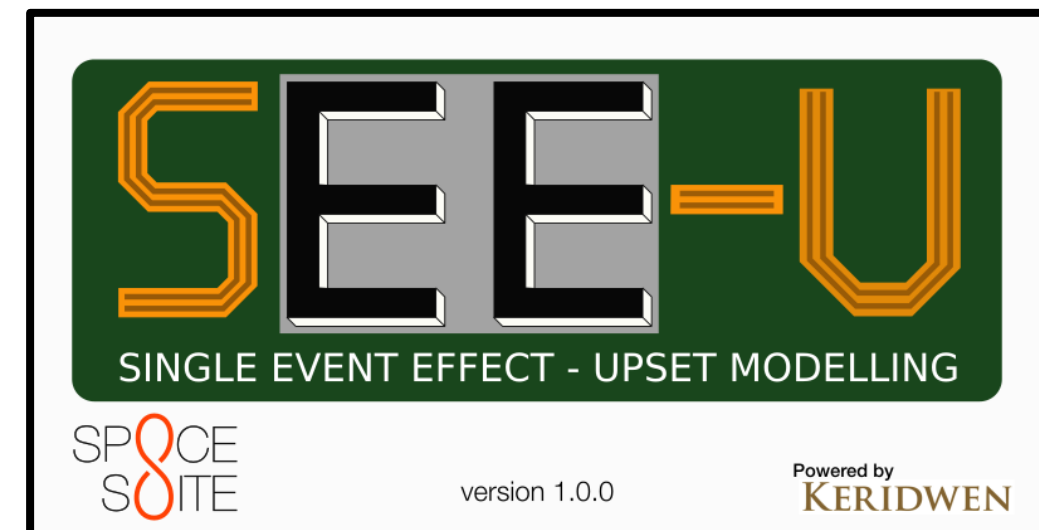 SEE-U
SINGLE EVENT EFFECT - UPSET MODELLING
SPACE
SUITE
version 1.0.0
Powered by
KERIDWEN